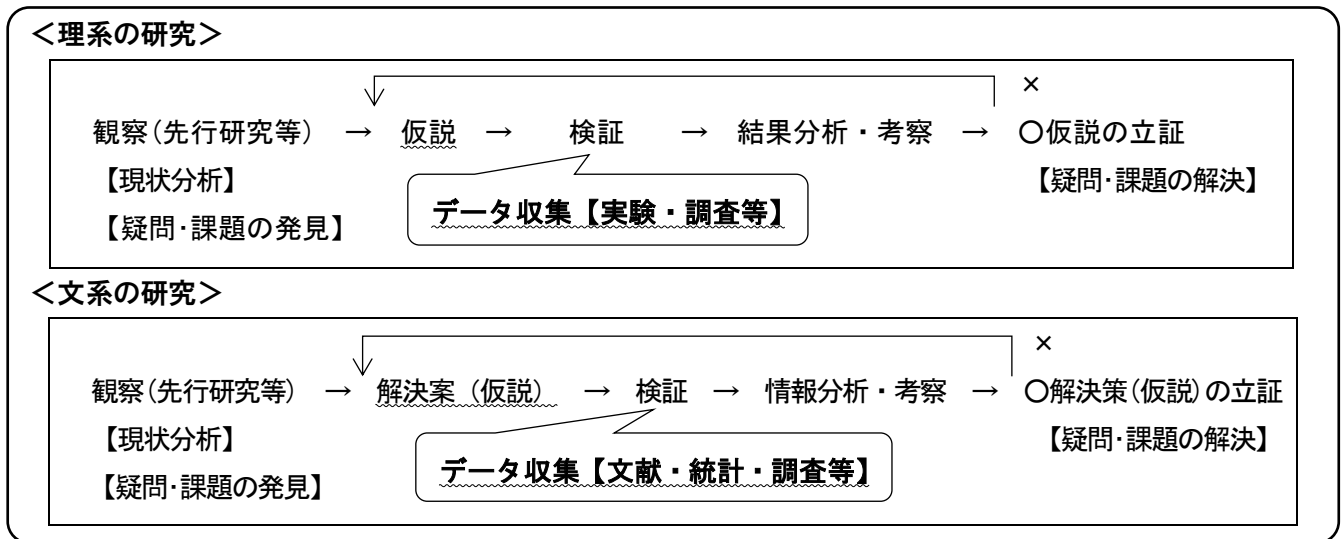 ＜理系の研究＞
×
観察(先行研究等) → 仮説 → 検証 → 結果分析・考察 → 〇仮説の立証
【現状分析】 【疑問･課題の解決】
【疑問･課題の発見】 データ収集【実験・調査等】
＜文系の研究＞
×
観察(先行研究等) → 解決案（仮説） → 検証 → 情報分析・考察 → 〇解決策(仮説)の立証
【現状分析】 【疑問･課題の解決】
【疑問･課題の発見】 データ収集【文献・統計・調査等】